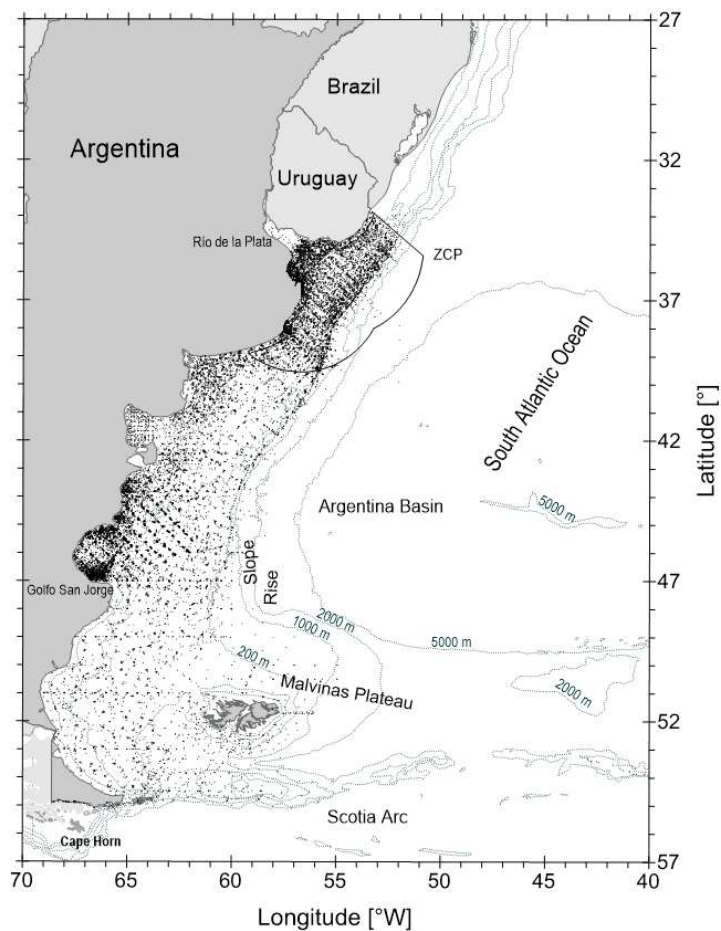 27
Brazil
Argentina
32
Uruguay
Río de la Plata
ZCP
37
South Atlantic Ocean
Latitude [°]
42
Argentina Basin
5000 m
Slope
Rise
47
Golfo San Jorge
2000 m
1000 m
5000 m
200 m
Malvinas Plateau
2000 m
52
Scotia Arc
Cape Horn
57
70 65 60 55 50 45 40
Longitude [°W]